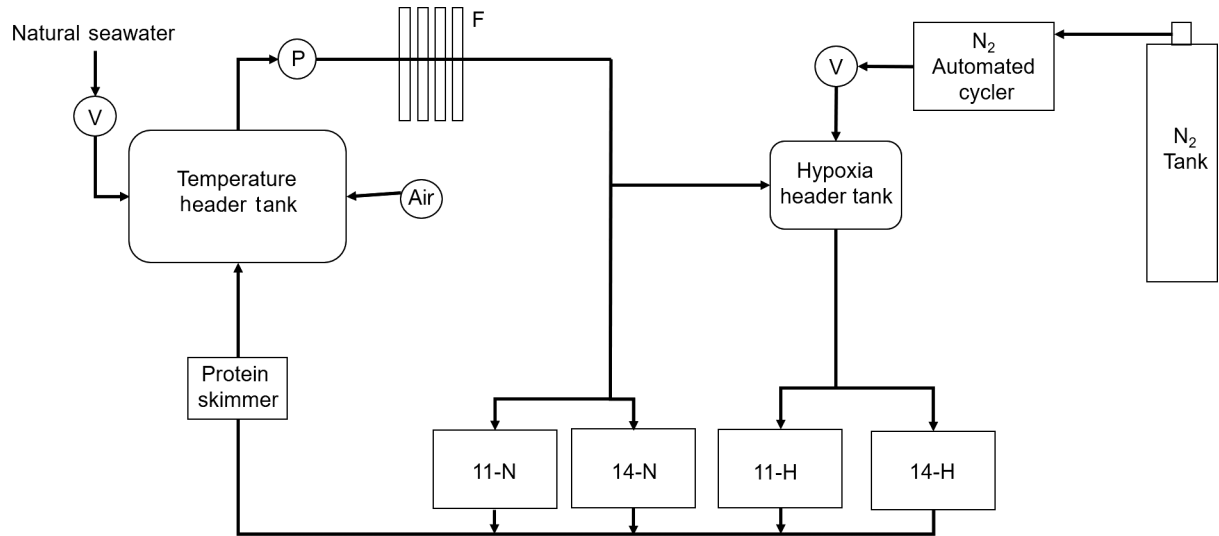 Natural seawater
V
Temperature
header tank
P
F
Air
Protein
skimmer
V
N₂
Automated
cycler
N₂
Tank
Hypoxia
header tank
11-N
14-N
11-H
14-H